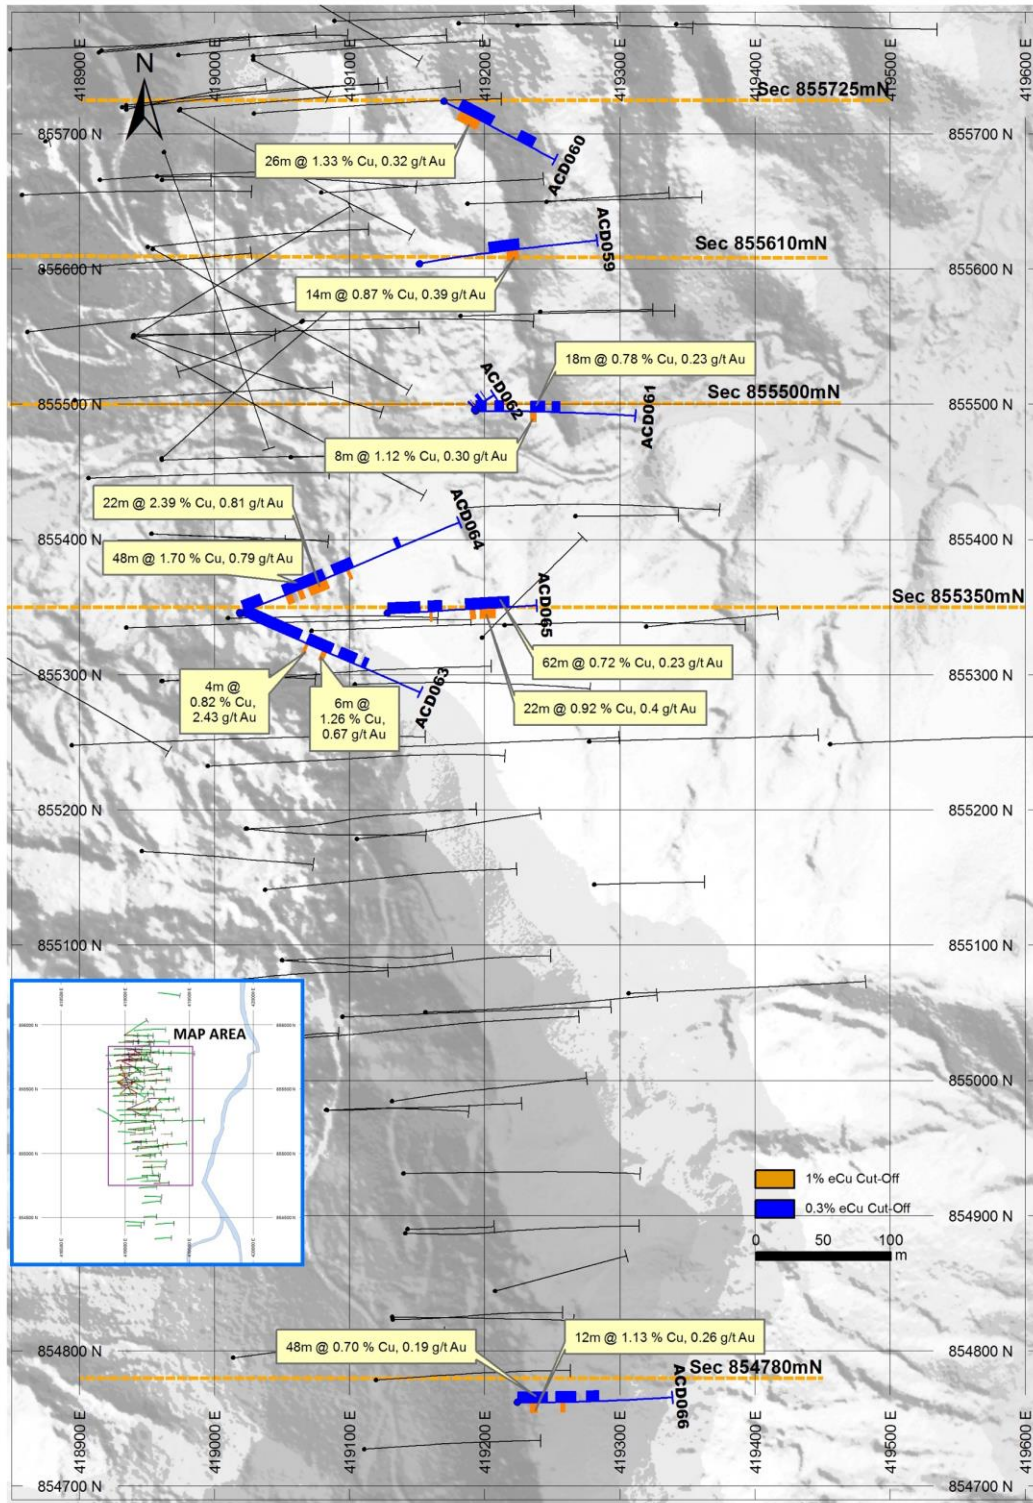 418900 E
419000 E
419100 E
419200 E
419300 E
419400 E
419500 E
419600 E
N
Sec 855725mN
855700 N
855700 N
26m @ 1.33 % Cu, 0.32 g/t Au
ACD060
ACD059
Sec 855610mN
855600 N
855600 N
14m @ 0.87 % Cu, 0.39 g/t Au
18m @ 0.78 % Cu, 0.23 g/t Au
ACD062
ACD061
Sec 855500mN
855500 N
855500 N
8m @ 1.12 % Cu, 0.30 g/t Au
22m @ 2.39 % Cu, 0.81 g/t Au
ACD064
855400 N
855400 N
48m @ 1.70 % Cu, 0.79 g/t Au
ACD065
Sec 855350mN
62m @ 0.72 % Cu, 0.23 g/t Au
855300 N
855300 N
4m @
0.82 % Cu,
2.43 g/t Au
6m @
1.26 % Cu,
0.67 g/t Au
ACD063
22m @ 0.92 % Cu, 0.4 g/t Au
855200 N
855200 N
855100 N
855100 N
MAP AREA
855000 N
1% eCu Cut-Off
0.3% eCu Cut-Off
854900 N
0 50 100
m
12m @ 1.13 % Cu, 0.26 g/t Au
48m @ 0.70 % Cu, 0.19 g/t Au
854800 N
854800 N
Sec 854780mN
ACD066
854700 N
854700 N
418900 E
419000 E
419100 E
419200 E
419300 E
419400 E
419500 E
419600 E